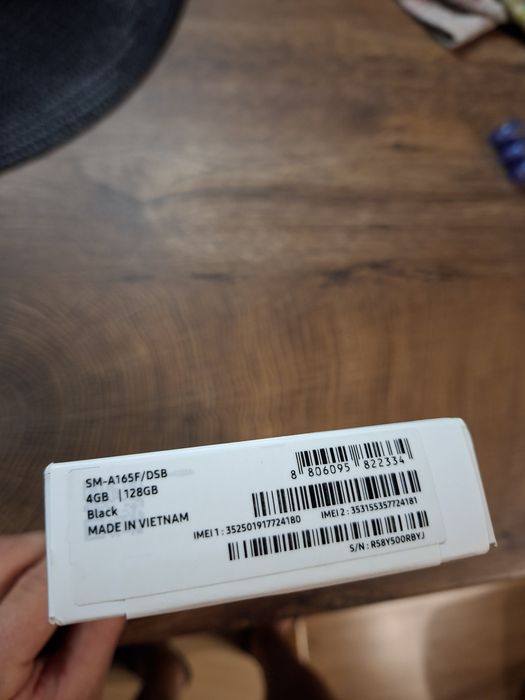 SM-A165F/DSB
4GB | 128GB
Black
MADE IN VIETNAM
8 806095 822334
IMEI 1 : 352501917724180
IMEI 2 : 353155357724181
S/N : R58Y500RBYJ